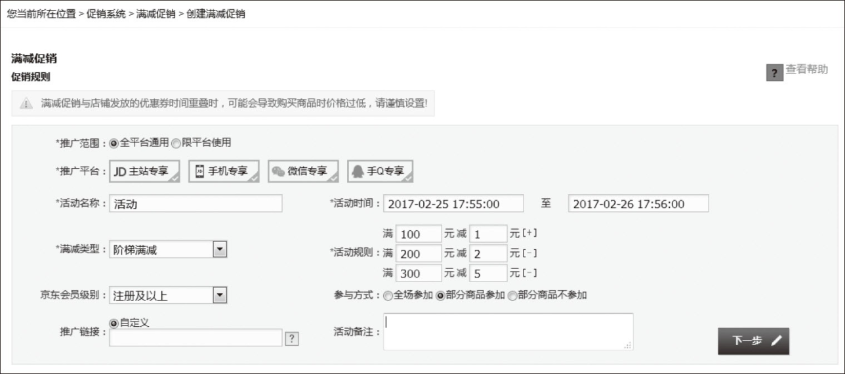 您当前所在位置 > 促销系统 > 满减促销 > 创建满减促销
满减促销
促销规则
? 查看帮助
满减促销与店铺发放的优惠券时间重叠时，可能会导致购买商品时价格过低，请谨慎设置!
*推广范围： 全平台通用 限平台使用
*推广平台： JD 主站专享 手机专享 微信专享 手Q专享
*活动名称： 活动 *活动时间： 2017-02-25 17:55:00 至 2017-02-26 17:56:00
满 100 元 减 1 元 [+]
*满减类型： 阶梯满减 *活动规则： 满 200 元 减 2 元 [-]
满 300 元 减 5 元 [-]
京东会员级别： 注册及以上 参与方式： 全场参加 部分商品参加 部分商品不参加
推广链接： 自定义 ? 活动备注：
下一步